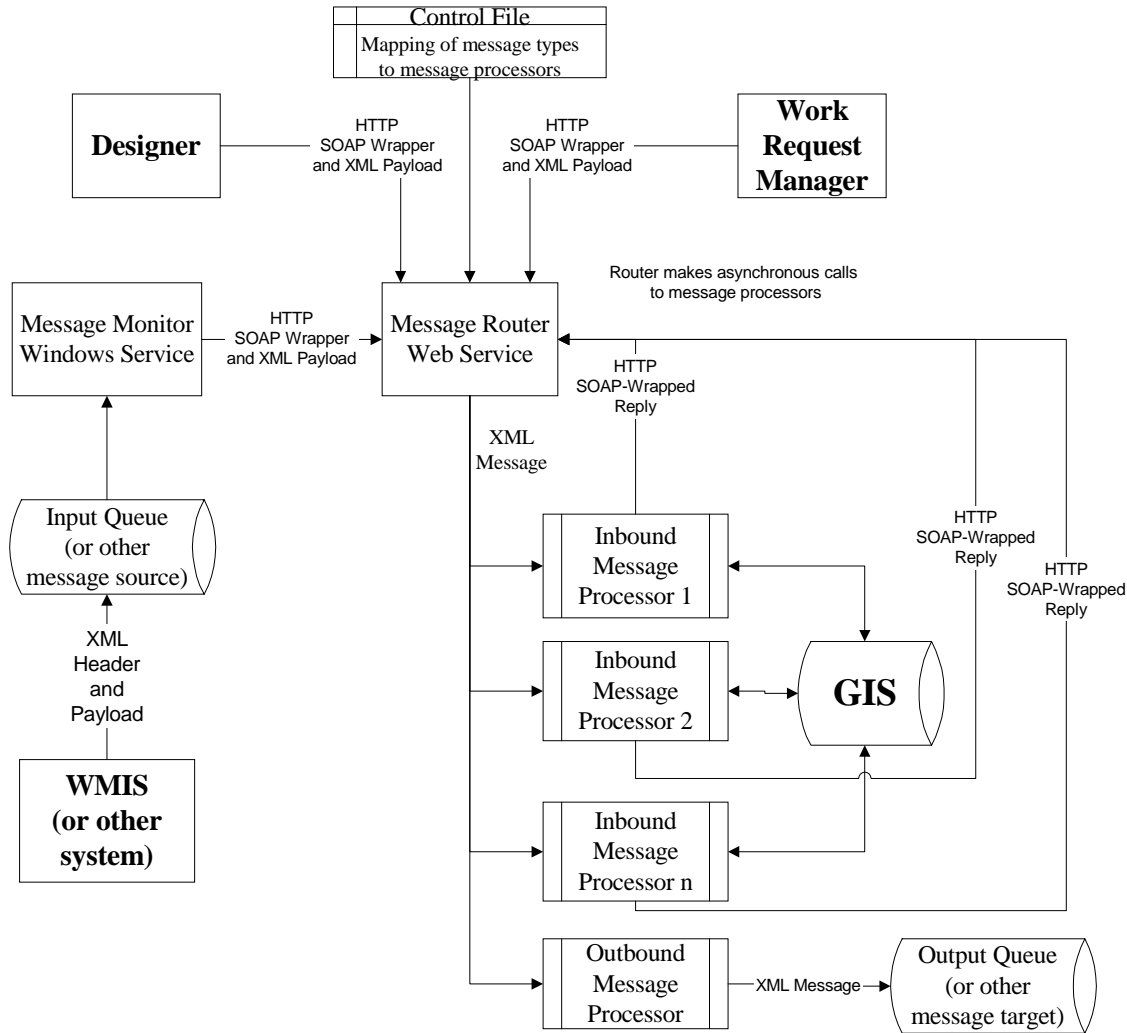 Control File
Mapping of message types
to message processors
Designer
HTTP
SOAP Wrapper
and XML Payload
HTTP
SOAP Wrapper
and XML Payload
Work
Request
Manager
Router makes asynchronous calls
to message processors
Message Monitor
Windows Service
HTTP
SOAP Wrapper
and XML Payload
Message Router
Web Service
HTTP
SOAP-Wrapped
Reply
XML
Message
Input Queue
(or other
message source)
Inbound
Message
Processor 1
HTTP
SOAP-Wrapped
Reply
HTTP
SOAP-Wrapped
Reply
XML
Header
and
Payload
Inbound
Message
Processor 2
GIS
WMIS
(or other
system)
Inbound
Message
Processor n
Outbound
Message
Processor
XML Message
Output Queue
(or other
message target)